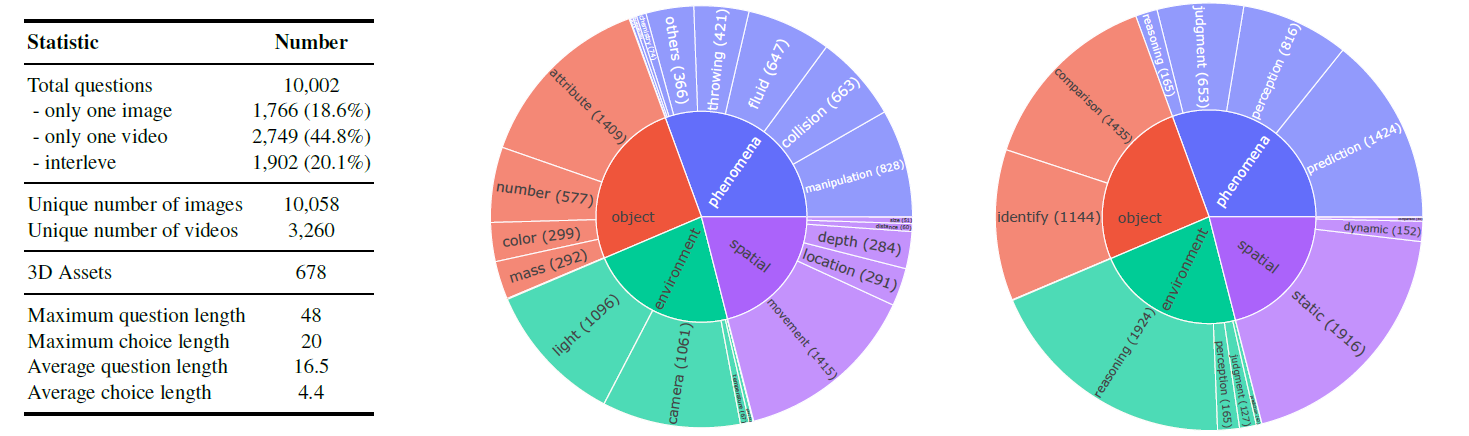 Statistic Number
Total questions 10,002
- only one image 1,766 (18.6%)
- only one video 2,749 (44.8%)
- interleve 1,902 (20.1%)
Unique number of images 10,058
Unique number of videos 3,260
3D Assets 678
Maximum question length 48
Maximum choice length 20
Average question length 16.5
Average choice length 4.4
others (366)
throwing (421)
fluid (647)
collision (663)
manipulation (828)
phenomena
attribute (1409)
number (577)
color (299)
mass (292)
object
light (1096)
camera (1061)
environment
size (51)
distance (60)
depth (284)
location (291)
movement (1415)
spatial
reasoning (165)
judgment (653)
perception (816)
prediction (1424)
phenomena
comparison (1435)
identify (1144)
object
reasoning (1924)
perception (165)
judgment (127)
environment
dynamic (152)
static (1916)
spatial